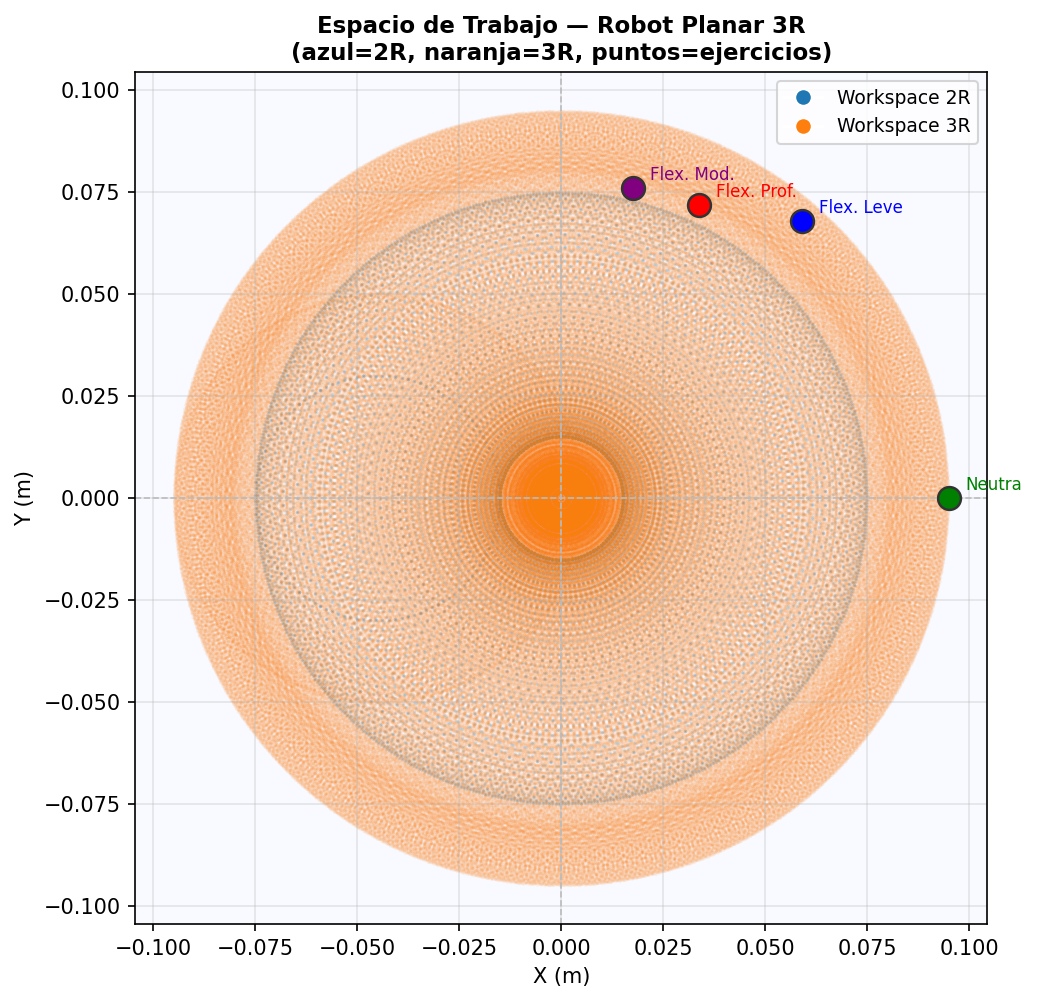 Espacio de Trabajo — Robot Planar 3R
(azul=2R, naranja=3R, puntos=ejercicios)
Workspace 2R
Workspace 3R
Flex. Mod.
Flex. Prof.
Flex. Leve
Neutra
0.100
0.075
0.050
0.025
0.000
−0.025
−0.050
−0.075
−0.100
Y (m)
−0.100 −0.075 −0.050 −0.025 0.000 0.025 0.050 0.075 0.100
X (m)